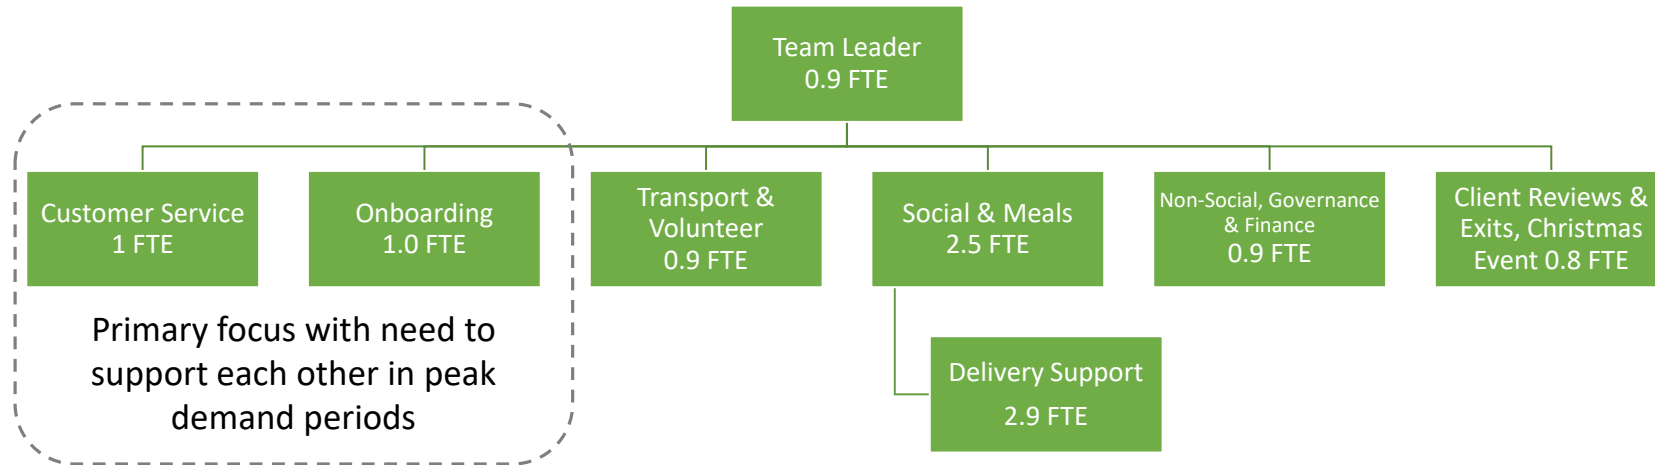 Team Leader
0.9 FTE
Customer Service
1 FTE
Onboarding
1.0 FTE
Transport &
Volunteer
0.9 FTE
Social & Meals
2.5 FTE
Non-Social, Governance
& Finance
0.9 FTE
Client Reviews &
Exits, Christmas
Event 0.8 FTE
Primary focus with need to
support each other in peak
demand periods
Delivery Support
2.9 FTE